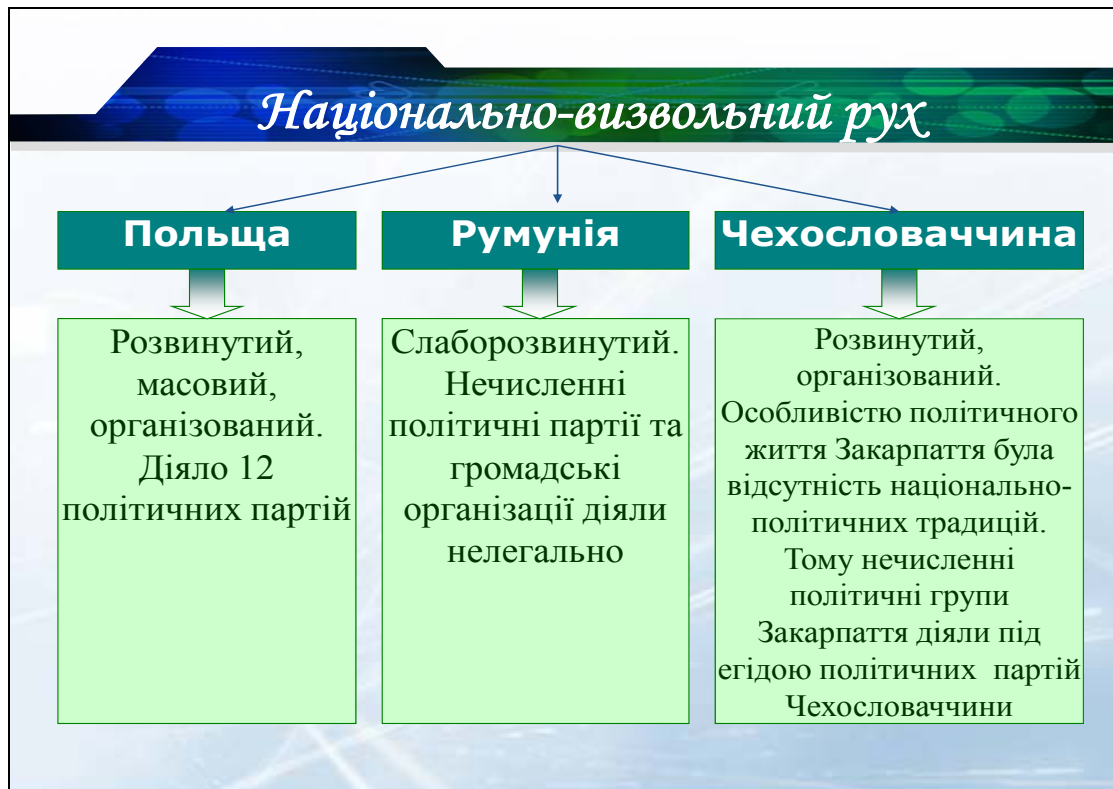 Національно-визвольний рух
Польща
Розвинутий,
масовий,
організований.
Діяло 12
політичних партій
Румунія
Слаборозвинутий.
Нечисленні
політичні партії та
громадські
організації діяли
нелегально
Чехословаччина
Розвинутий,
організований.
Особливістю політичного
життя Закарпаття була
відсутність національно-
політичних традицій.
Тому нечисленні
політичні групи
Закарпаття діяли під
егідою політичних партій
Чехословаччини